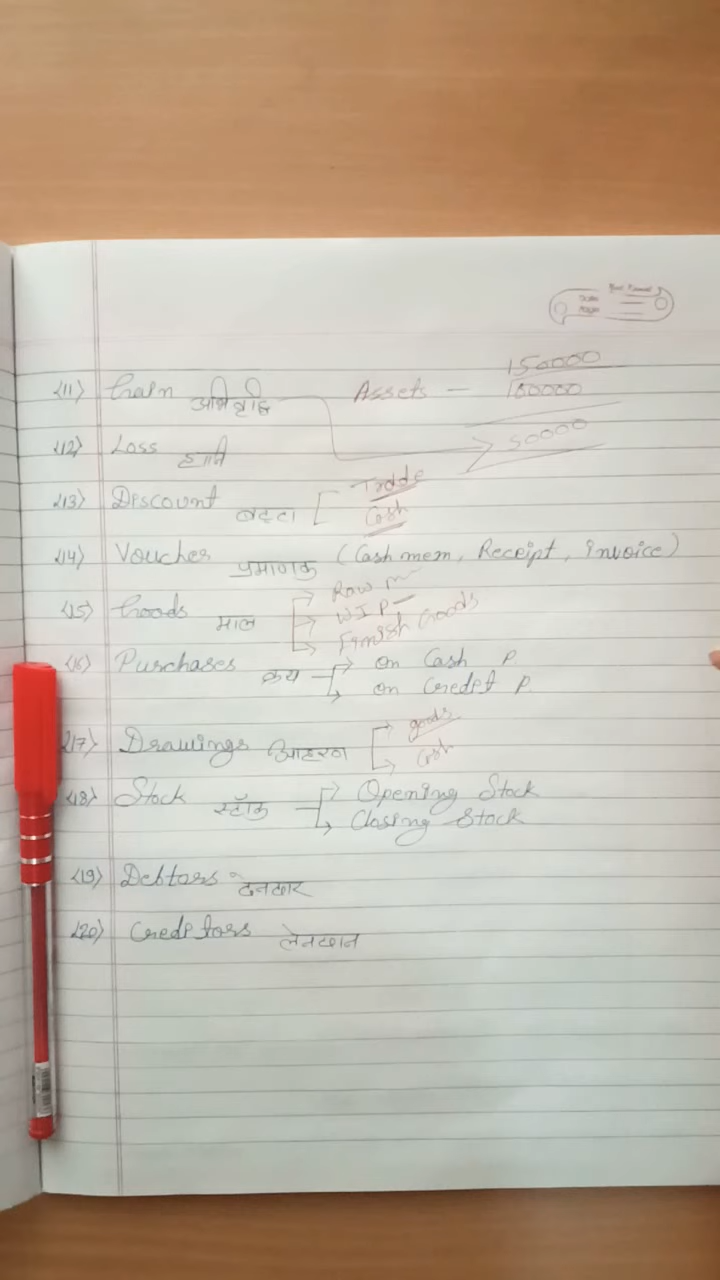 150000
(11) Gain अभिवृद्धि Assets — 100000
(12) Loss हानि 50000
Trade
(13) Discount बट्टा Cash
(14) Voucher प्रमाणक (Cash mem, Receipt, invoice)
Raw m
(15) Goods माल W.I.P
Finish Goods
(16) Purchases क्रय on Cash P.
on Credit P.
goods
(17) Drawings आहरण Cash
(18) Stock स्टॉक Opening Stock
Closing Stock
(19) Debtors देनदार
(20) Creditors